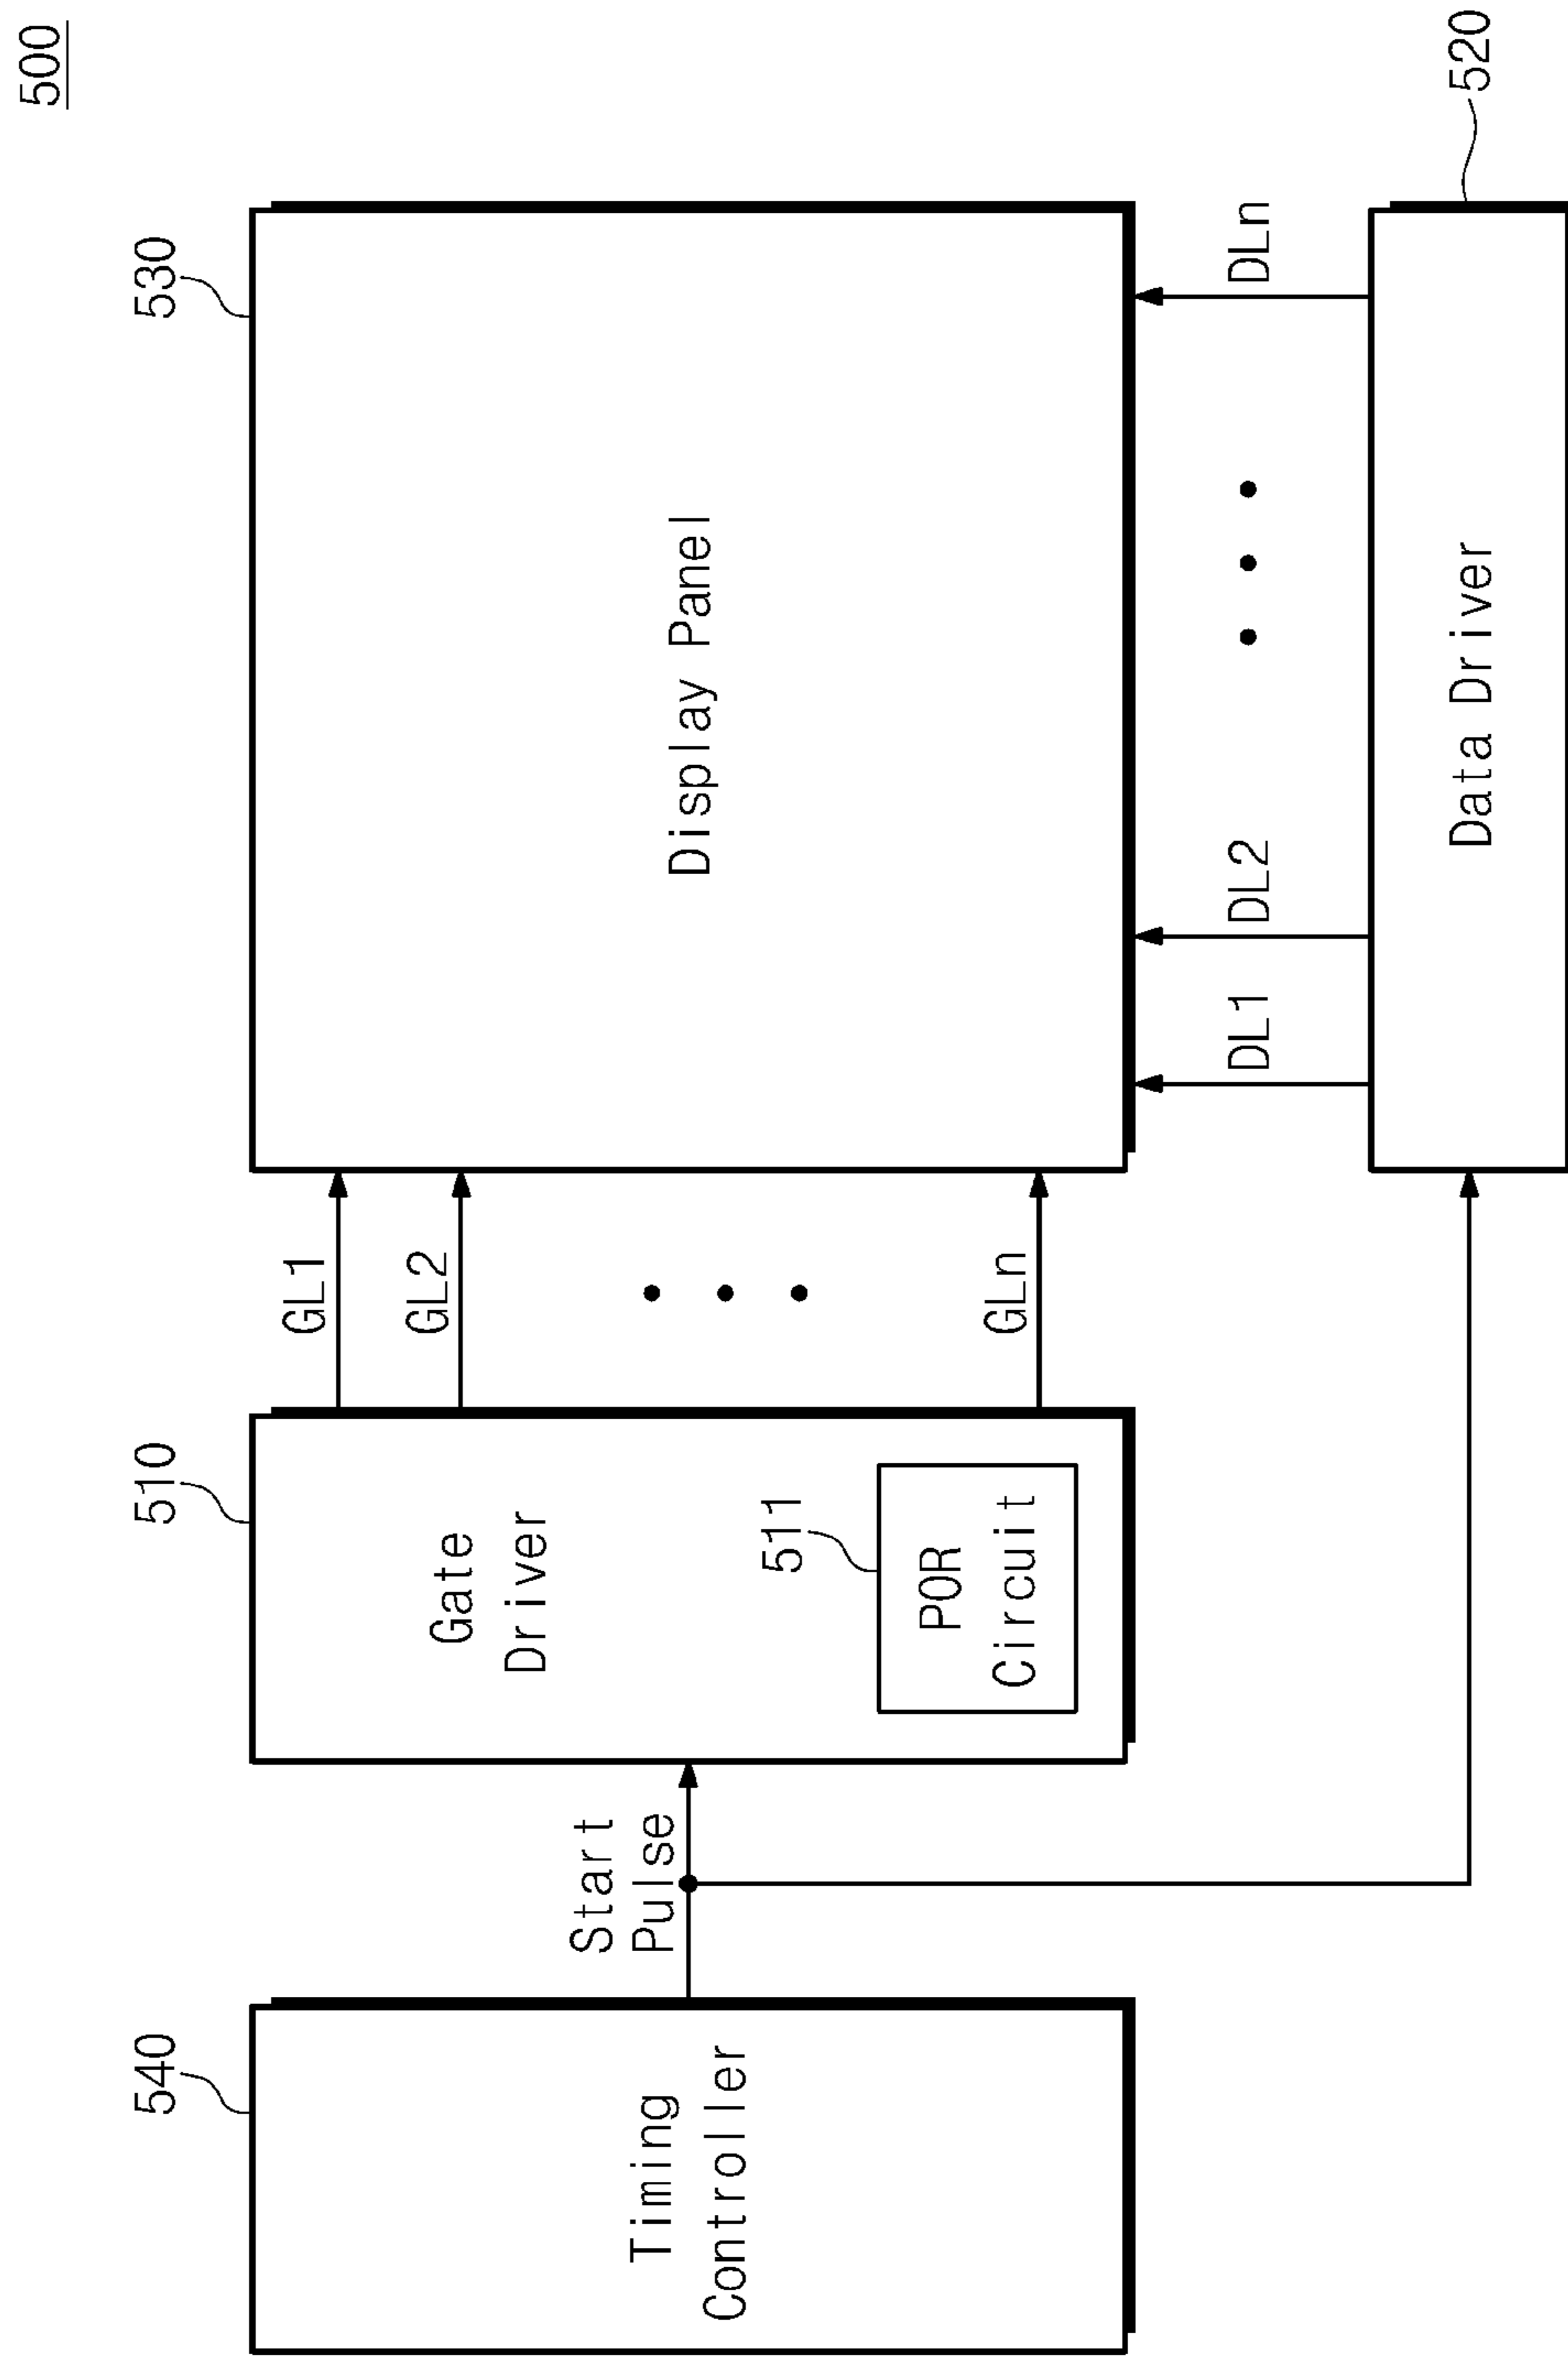 500
540
510
530
Timing
Controller
Start
Pulse
Gate
Driver
511
POR
Circuit
GL1
GL2
GLn
Display Panel
DL1
DL2
DLn
Data Driver
520